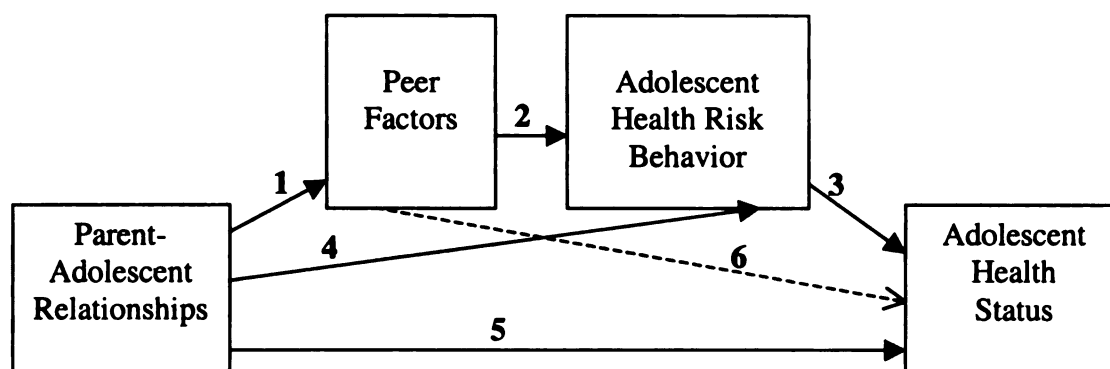 Peer
Factors
2
Adolescent
Health Risk
Behavior
1
3
Parent-
Adolescent
Relationships
4
6
Adolescent
Health
Status
5